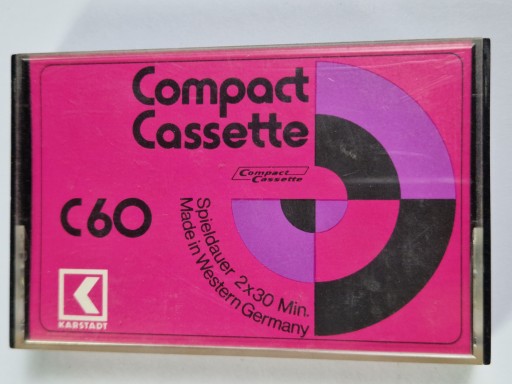 Compact
Cassette
Compact
Cassette
C60
Spieldauer 2x30 Min.
Made in Western Germany
KARSTADT